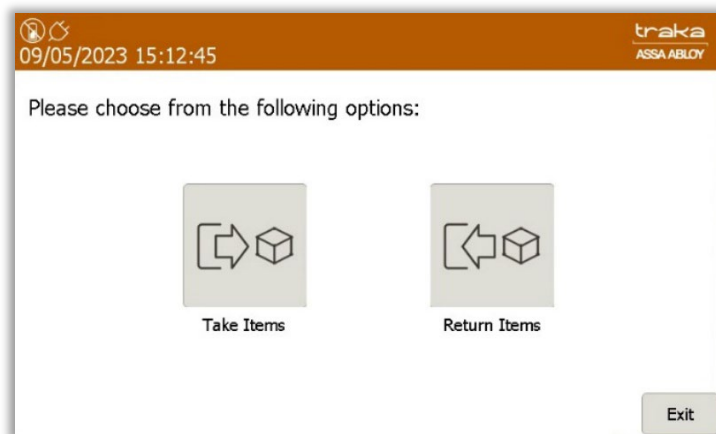 traka
09/05/2023 15:12:45
ASSA ABLOY
Please choose from the following options:
Take Items
Return Items
Exit